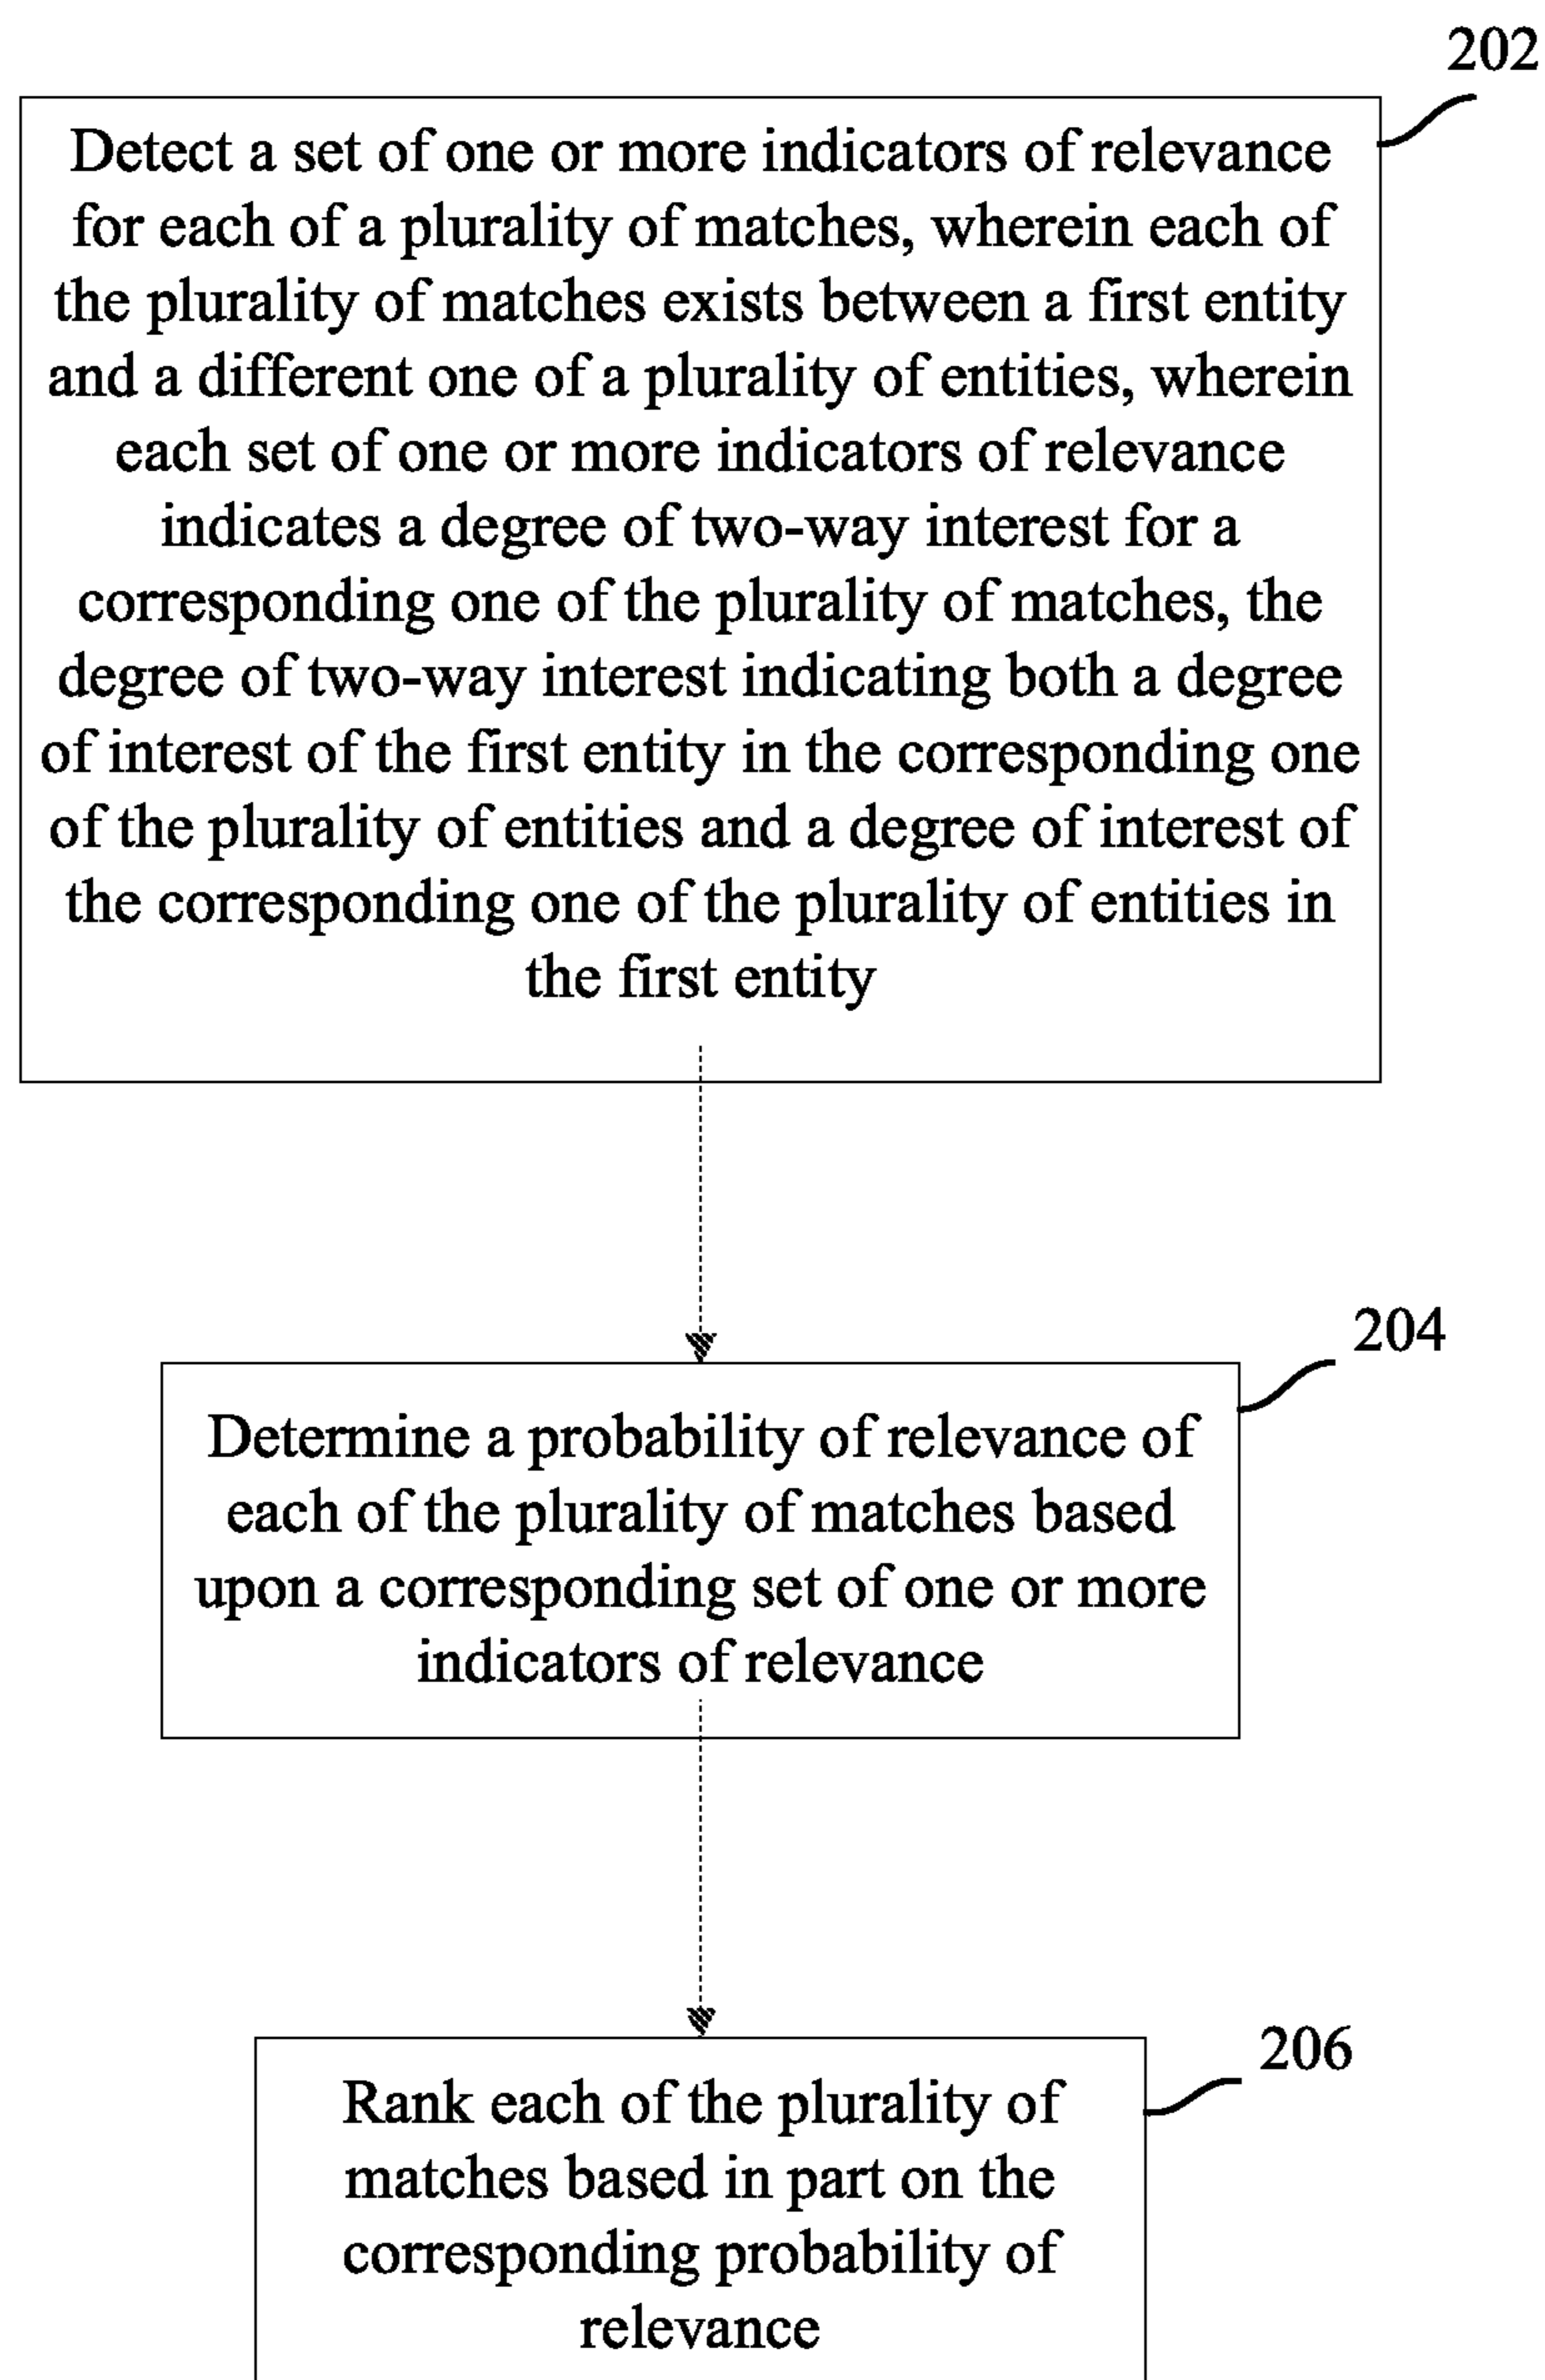 202
Detect a set of one or more indicators of relevance
for each of a plurality of matches, wherein each of
the plurality of matches exists between a first entity
and a different one of a plurality of entities, wherein
each set of one or more indicators of relevance
indicates a degree of two-way interest for a
corresponding one of the plurality of matches, the
degree of two-way interest indicating both a degree
of interest of the first entity in the corresponding one
of the plurality of entities and a degree of interest of
the corresponding one of the plurality of entities in
the first entity
204
Determine a probability of relevance of
each of the plurality of matches based
upon a corresponding set of one or more
indicators of relevance
206
Rank each of the plurality of
matches based in part on the
corresponding probability of
relevance